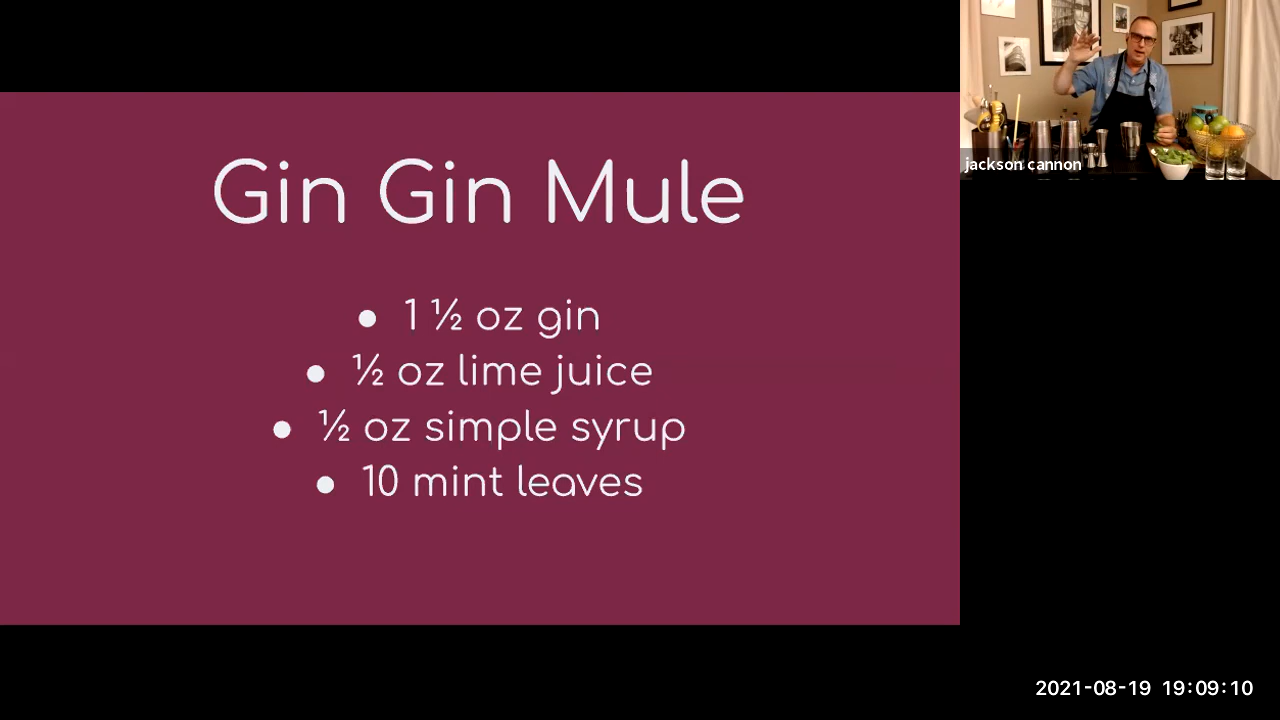 Gin Gin Mule
● 1 ½ oz gin
● ½ oz lime juice
● ½ oz simple syrup
● 10 mint leaves
jackson cannon
2021-08-19 19:09:10